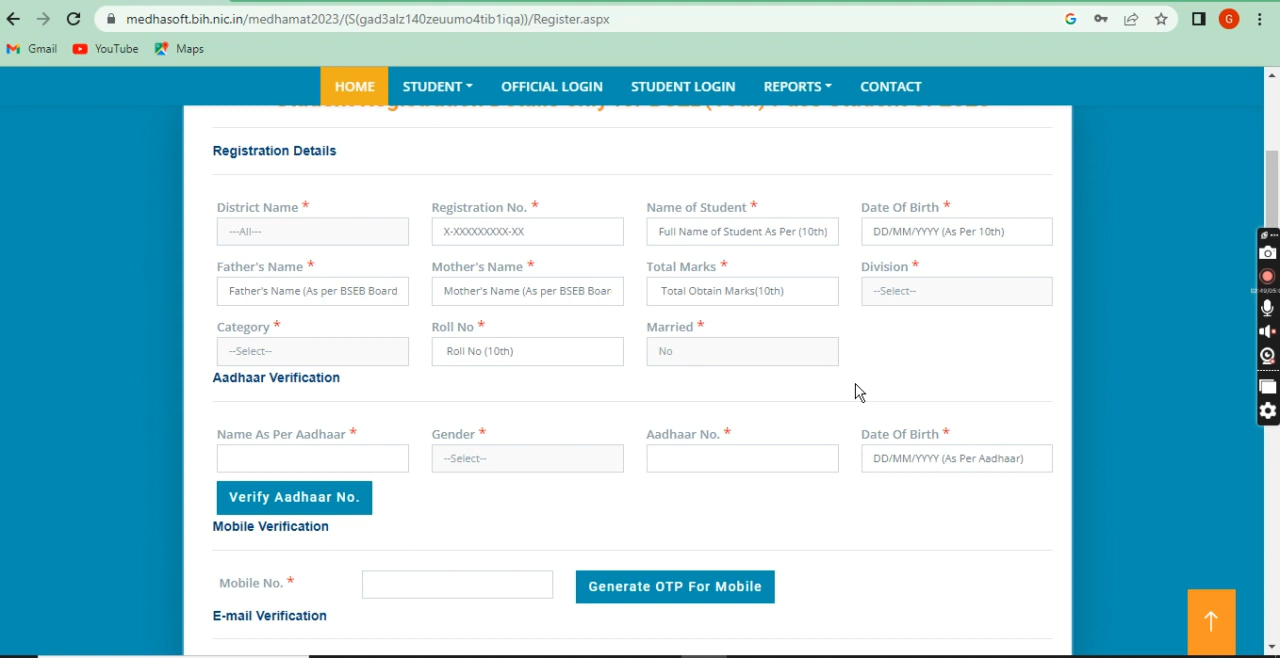 medhasoft.bih.nic.in/medhamat2023/(S(gad3alz140zeuumo4tib1iqa))/Register.aspx
G
G
Gmail YouTube Maps
HOME STUDENT OFFICIAL LOGIN STUDENT LOGIN REPORTS CONTACT
Registration Details
District Name * Registration No. * Name of Student * Date Of Birth *
---All--- X-XXXXXXXXX-XX Full Name of Student As Per (10th) DD/MM/YYYY (As Per 10th)
Father's Name * Mother's Name * Total Marks * Division *
Father's Name (As per BSEB Board Mother's Name (As per BSEB Boar Total Obtain Marks(10th) --Select--
Category * Roll No * Married *
--Select-- Roll No (10th) No
Aadhaar Verification
Name As Per Aadhaar * Gender * Aadhaar No. * Date Of Birth *
--Select-- DD/MM/YYYY (As Per Aadhaar)
Verify Aadhaar No.
Mobile Verification
Mobile No. * Generate OTP For Mobile
E-mail Verification